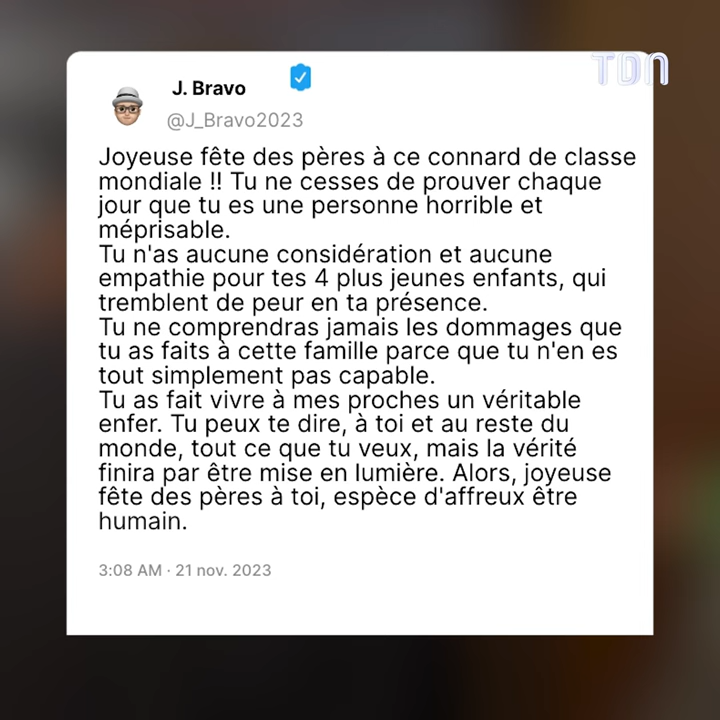 TDN
J. Bravo
@J_Bravo2023
Joyeuse fête des pères à ce connard de classe
mondiale !! Tu ne cesses de prouver chaque
jour que tu es une personne horrible et
méprisable.
Tu n'as aucune considération et aucune
empathie pour tes 4 plus jeunes enfants, qui
tremblent de peur en ta présence.
Tu ne comprendras jamais les dommages que
tu as faits à cette famille parce que tu n'en es
tout simplement pas capable.
Tu as fait vivre à mes proches un véritable
enfer. Tu peux te dire, à toi et au reste du
monde, tout ce que tu veux, mais la vérité
finira par être mise en lumière. Alors, joyeuse
fête des pères à toi, espèce d'affreux être
humain.
3:08 AM · 21 nov. 2023